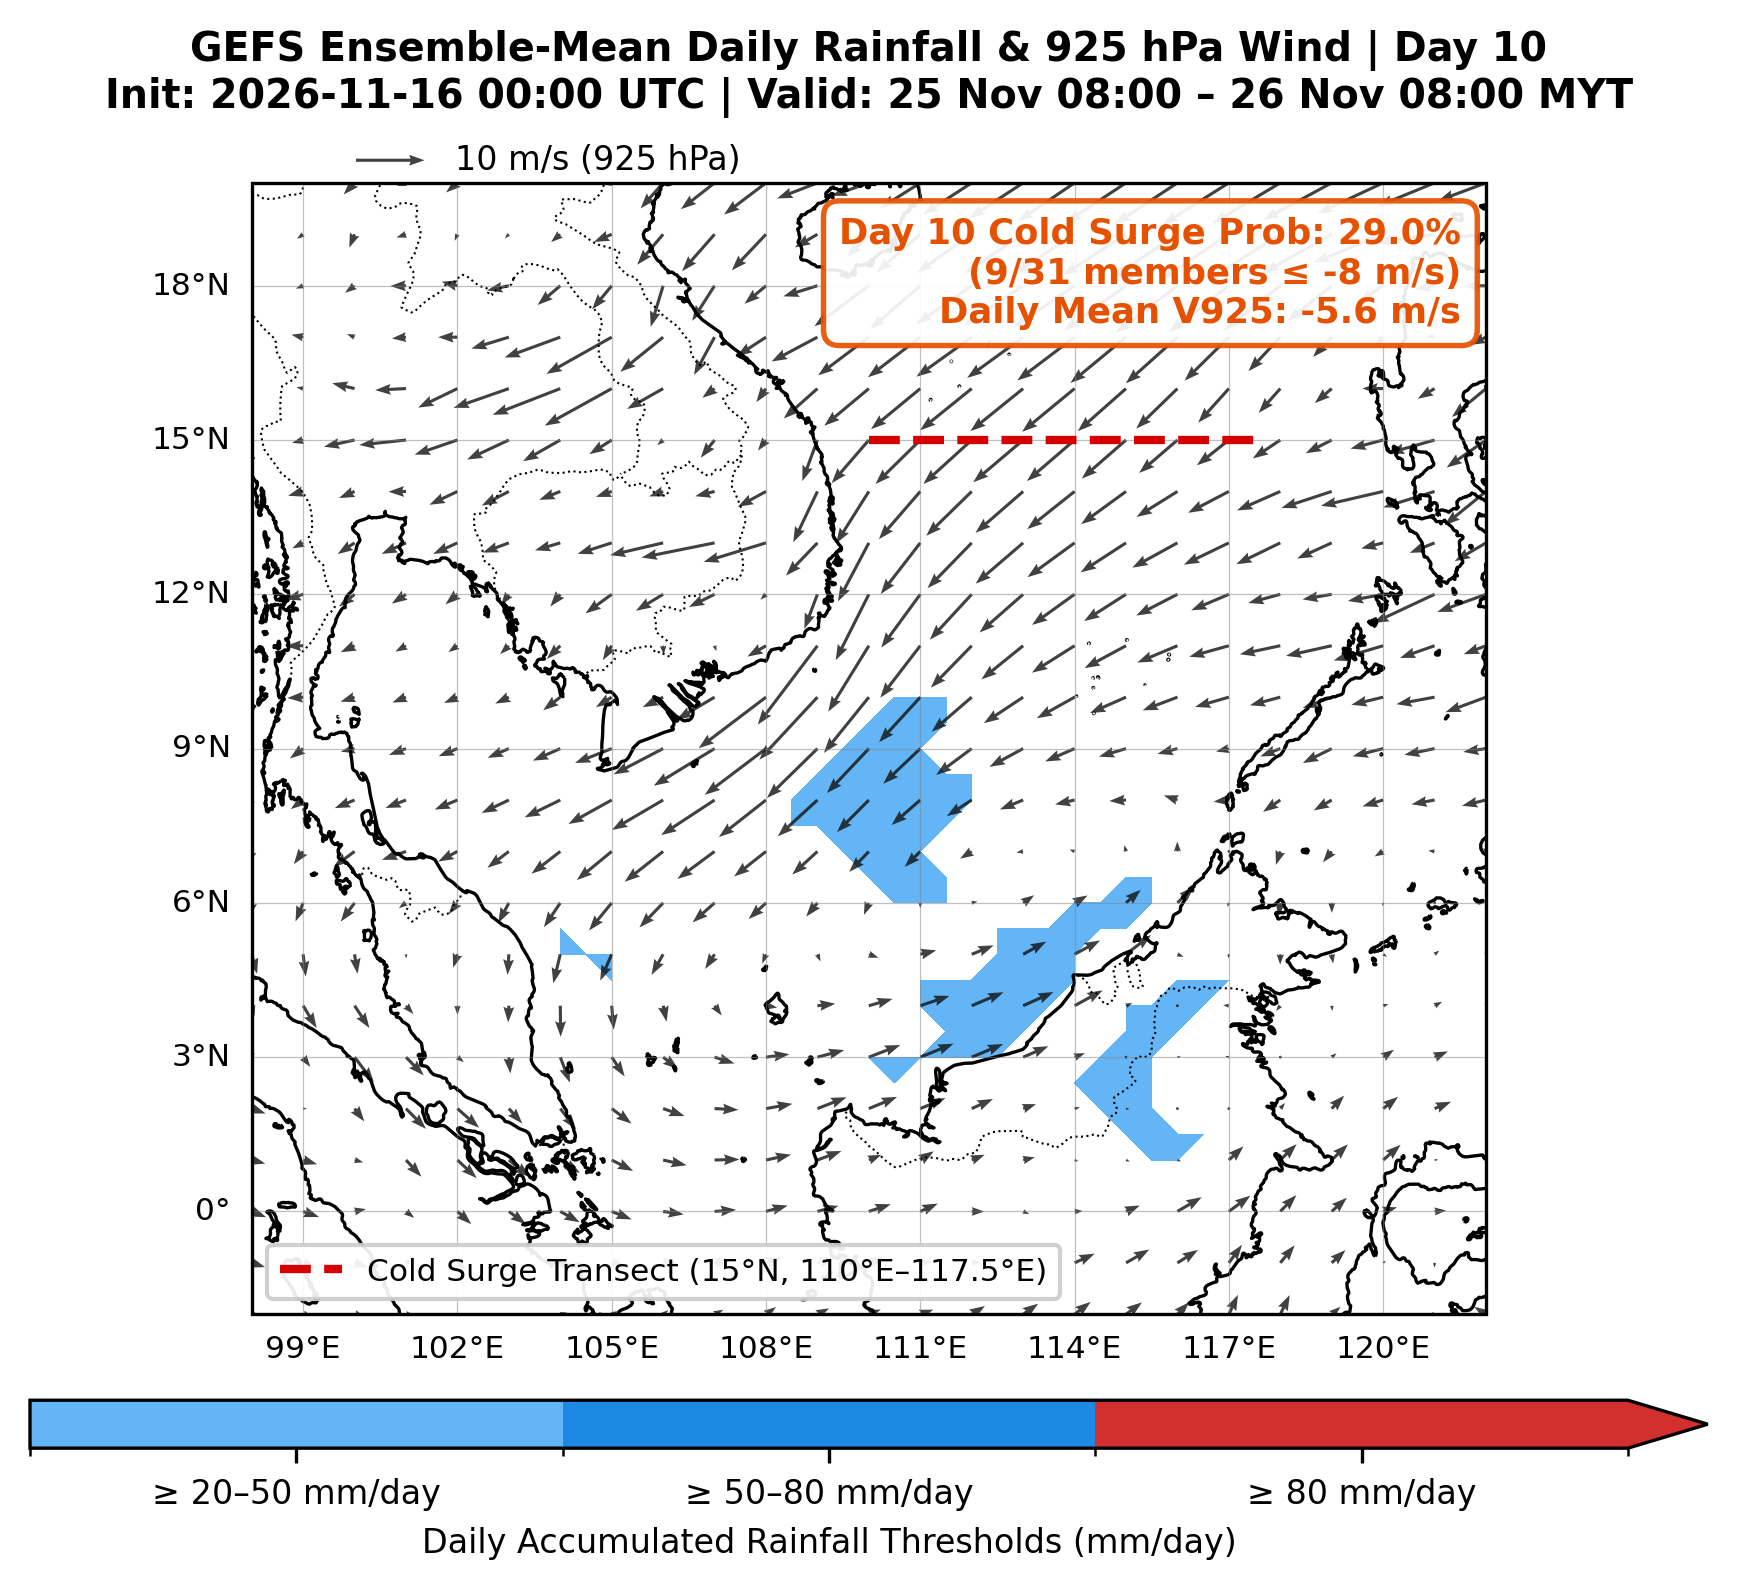 GEFS Ensemble-Mean Daily Rainfall & 925 hPa Wind | Day 10
Init: 2026-11-16 00:00 UTC | Valid: 25 Nov 08:00 – 26 Nov 08:00 MYT
10 m/s (925 hPa)
Day 10 Cold Surge Prob: 29.0%
(9/31 members ≤ -8 m/s)
Daily Mean V925: -5.6 m/s
18°N
15°N
12°N
9°N
6°N
3°N
0°
Cold Surge Transect (15°N, 110°E–117.5°E)
99°E 102°E 105°E 108°E 111°E 114°E 117°E 120°E
≥ 20–50 mm/day ≥ 50–80 mm/day ≥ 80 mm/day
Daily Accumulated Rainfall Thresholds (mm/day)